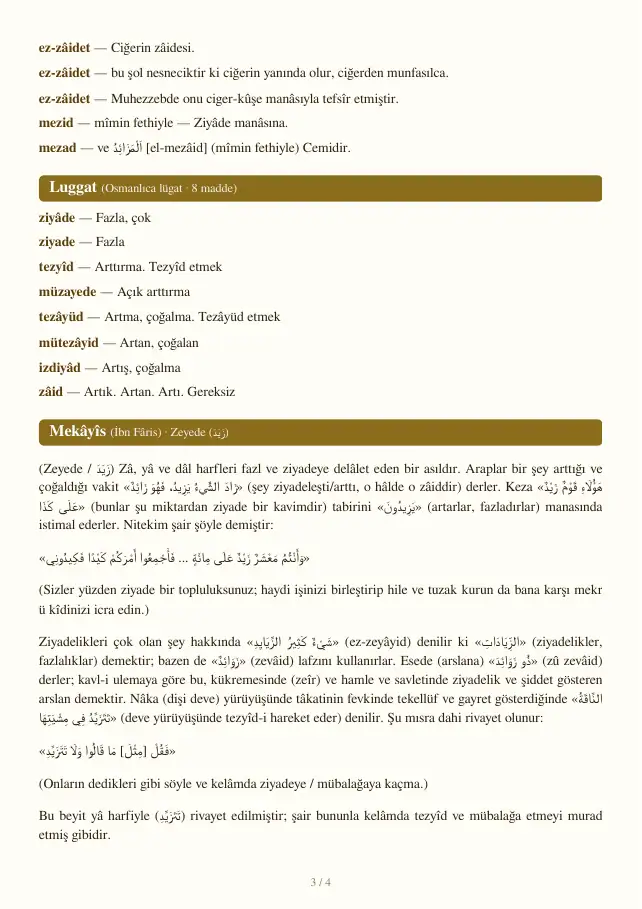 ez-zâidet — Ciğerin zâidesi.
ez-zâidet — bu şol nesneciktir ki ciğerin yanında olur, ciğerden munfasılca.
ez-zâidet — Muhezzebde onu ciger-kûşe manâsıyla tefsîr etmiştir.
mezid — mîmin fethiyle — Ziyâde manâsına.
mezad — ve اَلْمَزَائِدُ [el-mezâid] (mîmin fethiyle) Cemidir.
Luggat (Osmanlıca lügat · 8 madde)
ziyâde — Fazla, çok
ziyade — Fazla
tezyîd — Arttırma. Tezyîd etmek
müzayede — Açık arttırma
tezâyüd — Artma, çoğalma. Tezâyüd etmek
mütezâyid — Artan, çoğalan
izdiyâd — Artış, çoğalma
zâid — Artık. Artan. Artı. Gereksiz
Mekâyîs (İbn Fâris) · Zeyede (زَيَدَ)
(Zeyede / زَيَدَ) Zâ, yâ ve dâl harfleri fazl ve ziyadeye delâlet eden bir asıldır. Araplar bir şey arttığı ve
çoğaldığı vakit «زَادَ الشَّيْءُ يَزِيدُ، فَهُوَ زَائِدٌ» (şey ziyadeleşti/arttı, o hâlde o zâiddir) derler. Keza «هَؤُلَاءِ قَوْمٌ زَيْدٌ
عَلَى كَذَا» (bunlar şu miktardan ziyade bir kavimdir) tabirini «يَزِيدُونَ» (artarlar, fazladırlar) manasında
istimal ederler. Nitekim şair şöyle demiştir:
«وَأَنْتُمُ مَعْشَرٌ زَيْدٌ عَلَى مِائَةٍ ... فَأَجْمِعُوا أَمْرَكُمْ كَيْدًا فَكِيدُونِي»
(Sizler yüzden ziyade bir topluluksunuz; haydi işinizi birleştirip hile ve tuzak kurun da bana karşı mekr
ü kîdinizi icra edin.)
Ziyadelikleri çok olan şey hakkında «شَيْءٌ كَثِيرُ الزَّيَايِدِ» (ez-zeyâyid) denilir ki «الزِّيَادَاتِ» (ziyadelikler,
fazlalıklar) demektir; bazen de «زَوَائِدُ» (zevâid) lafzını kullanırlar. Esede (arslana) «ذُو زَوَائِدَ» (zû zevâid)
derler; kavl-i ulemaya göre bu, kükremesinde (zeîr) ve hamle ve savletinde ziyadelik ve şiddet gösteren
arslan demektir. Nâka (dişi deve) yürüyüşünde tâkatinin fevkinde tekellüf ve gayret gösterdiğinde «النَّاقَةُ
تَتَزَيَّدُ فِي مِشْيَتِهَا» (deve yürüyüşünde tezyîd-i hareket eder) denilir. Şu mısra dahi rivayet olunur:
«فَقُلْ [مِثْلَ] مَا قَالُوا وَلَا تَتَزَيَّدِ»
(Onların dedikleri gibi söyle ve kelâmda ziyadeye / mübalağaya kaçma.)
Bu beyit yâ harfiyle (تَتَزَيَّدِ) rivayet edilmiştir; şair bununla kelâmda tezyîd ve mübalağa etmeyi murad
etmiş gibidir.
3 / 4